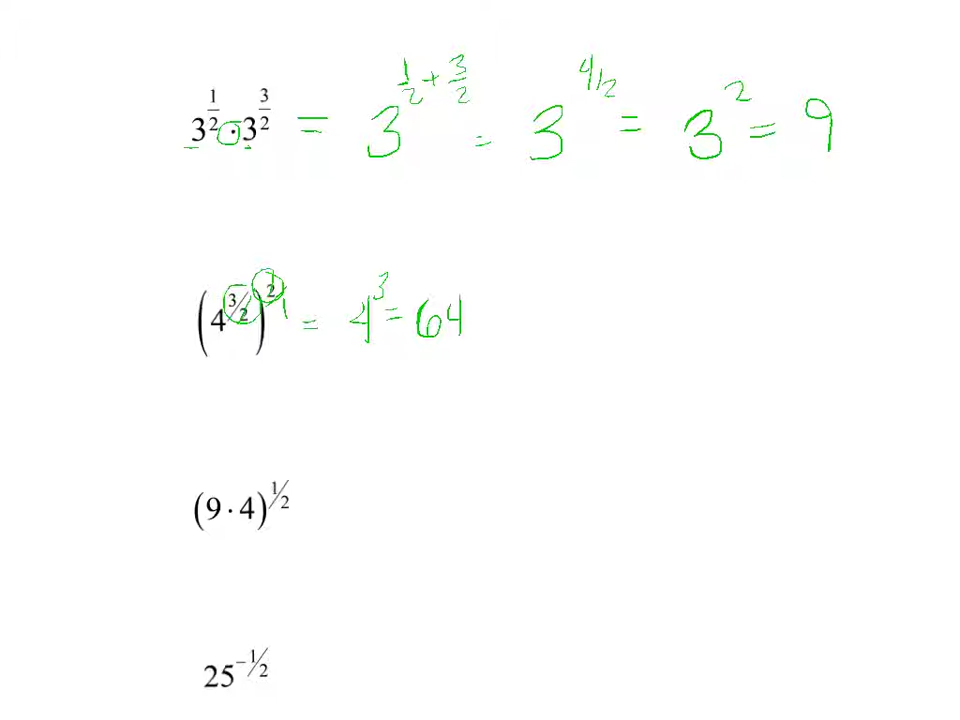 3^{1/2} · 3^{3/2} = 3^{1/2 + 3/2} = 3^{4/2} = 3^2 = 9
(4^{3/2})^2 = 4^3 = 64
(9 · 4)^{1/2}
25^{-1/2}